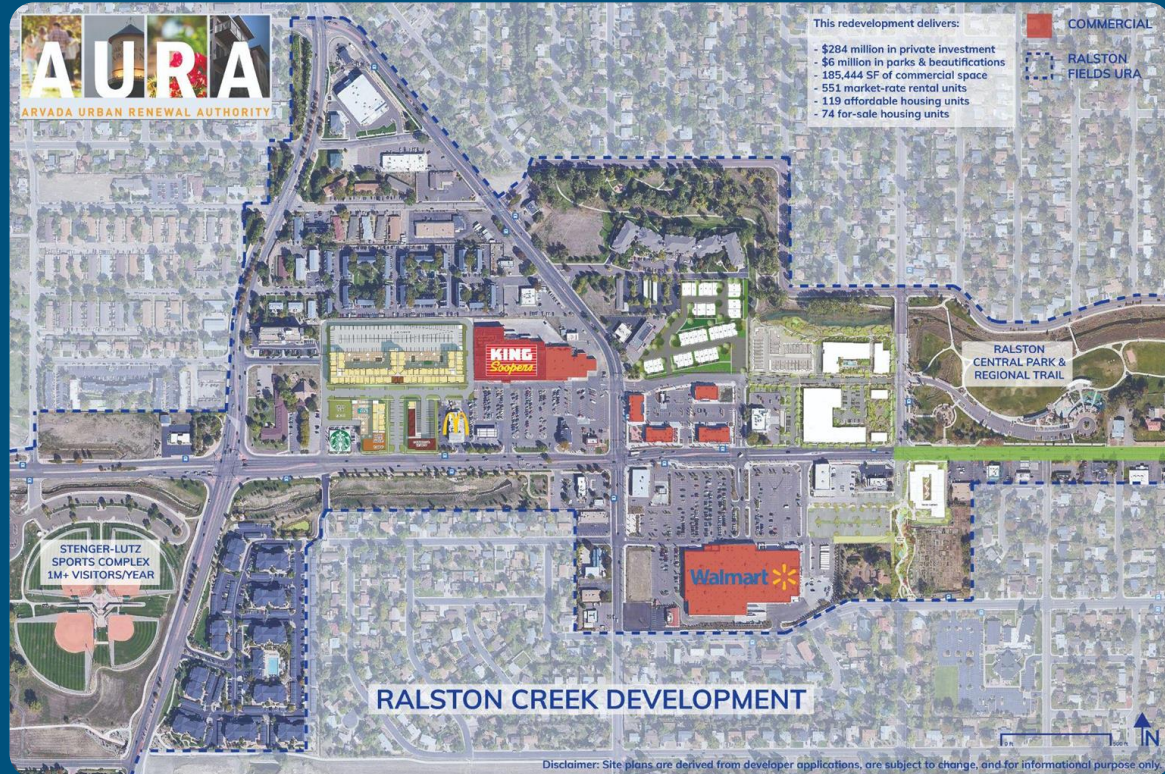 AURA
ARVADA URBAN RENEWAL AUTHORITY
This redevelopment delivers:
- $284 million in private investment
- $6 million in parks & beautifications
- 185,444 SF of commercial space
- 551 market-rate rental units
- 119 affordable housing units
- 74 for-sale housing units
COMMERCIAL
RALSTON
FIELDS URA
KING
Soopers
RALSTON
CENTRAL PARK &
REGIONAL TRAIL
STENGER-LUTZ
SPORTS COMPLEX
1M+ VISITORS/YEAR
Walmart
RALSTON CREEK DEVELOPMENT
0 ft
500 ft
N
Disclaimer: Site plans are derived from developer applications, are subject to change, and for informational purpose only.